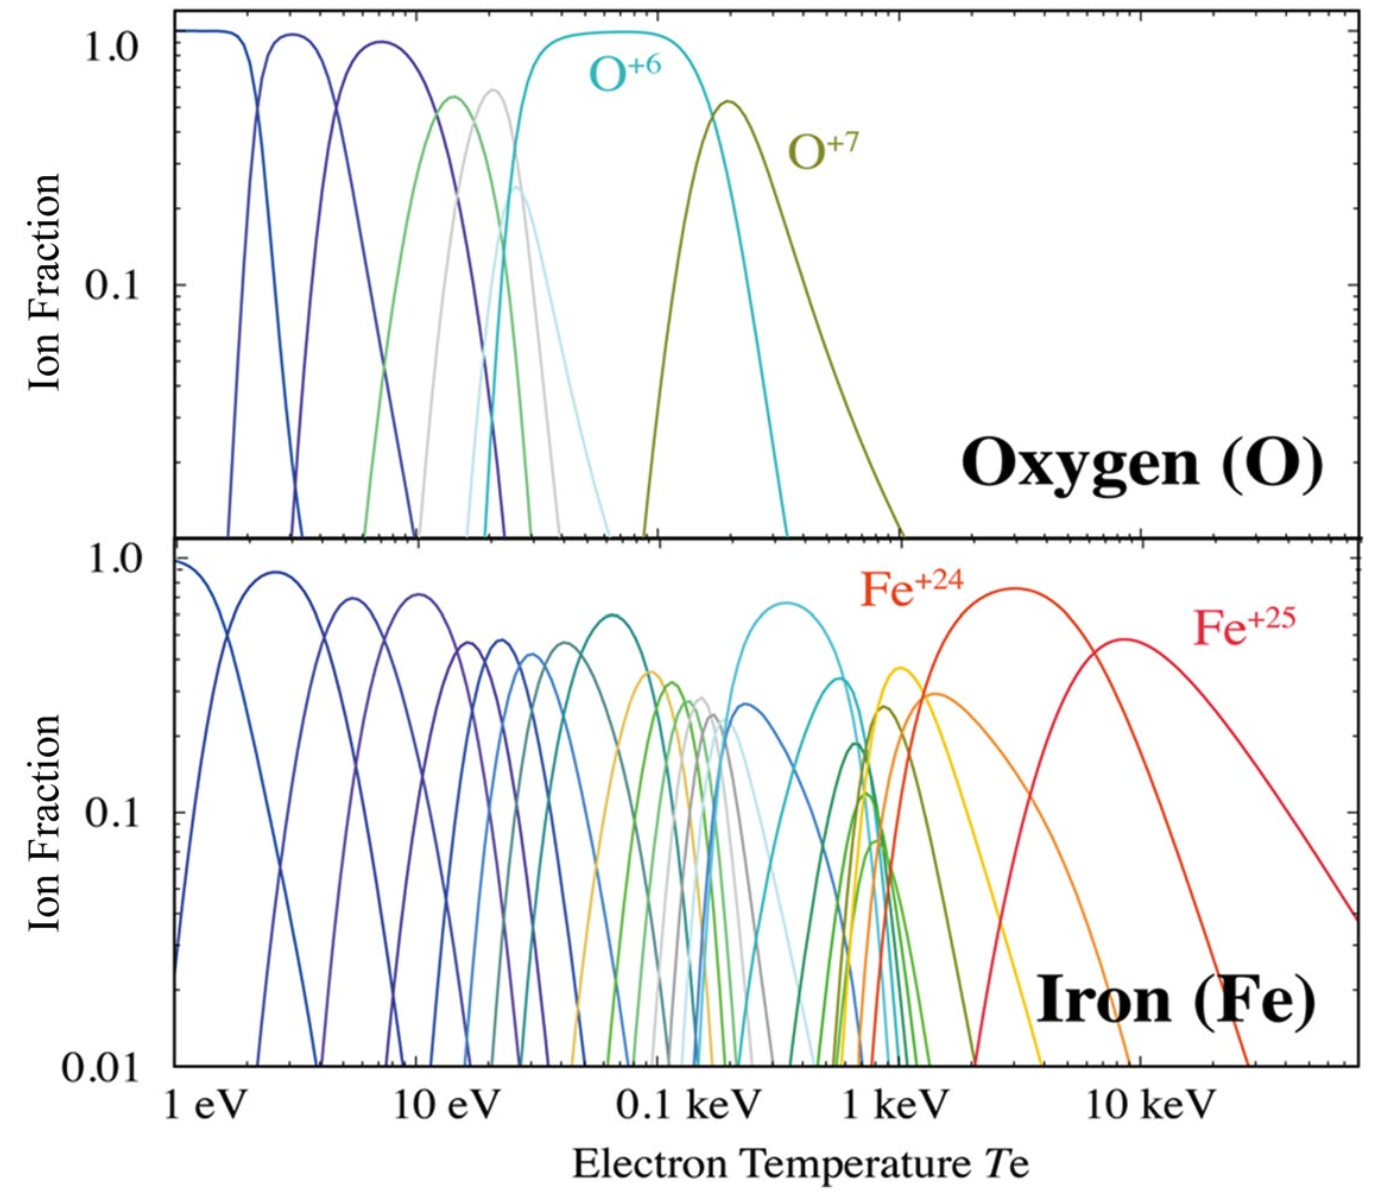 1.0
O+6
O+7
Ion Fraction
0.1
Oxygen (O)
1.0
Fe+24
Fe+25
Ion Fraction
0.1
Iron (Fe)
0.01
1 eV 10 eV 0.1 keV 1 keV 10 keV
Electron Temperature Te